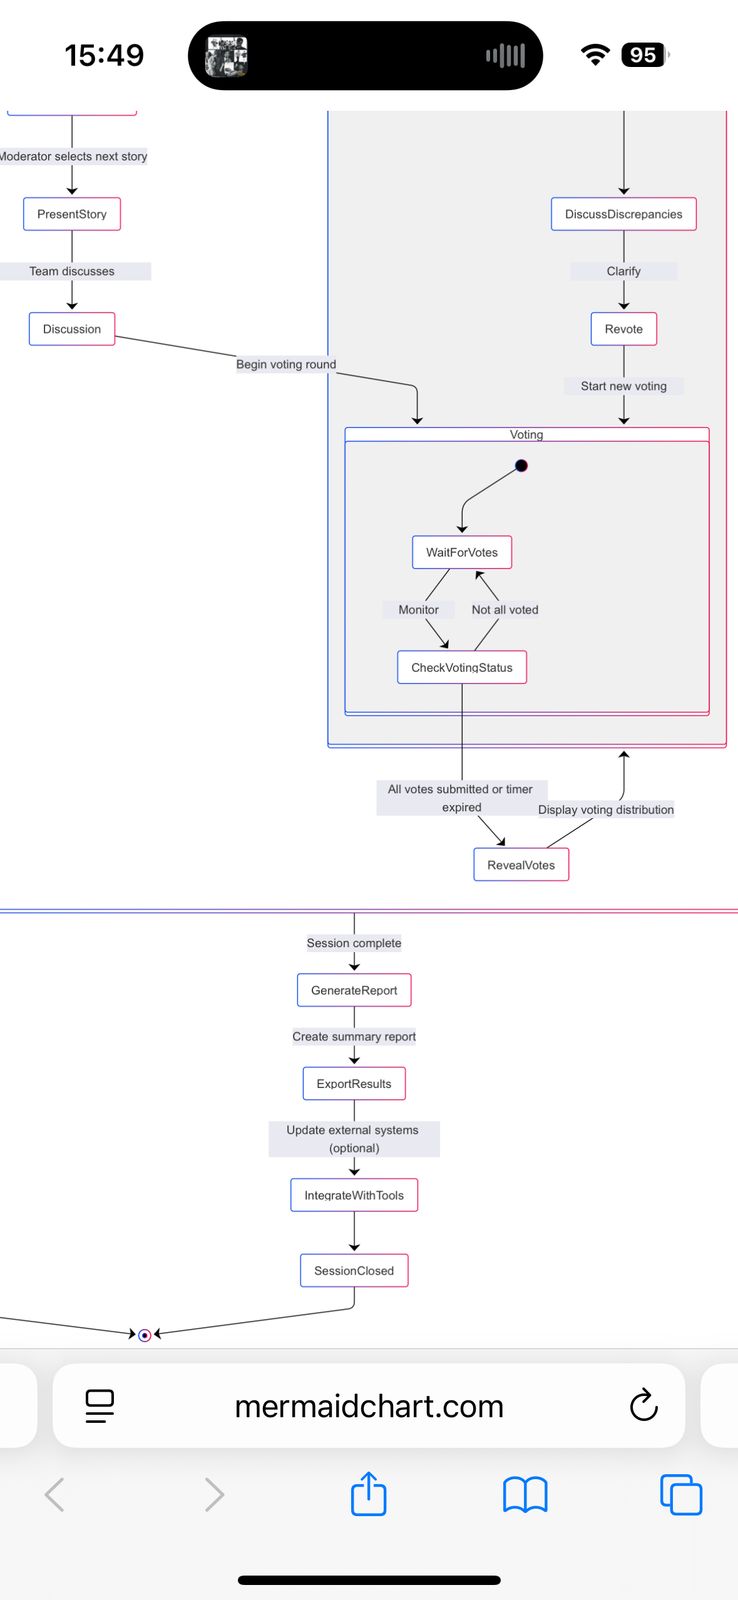 15:49
95
Moderator selects next story
PresentStory
DiscussDiscrepancies
Team discusses
Clarify
Discussion
Revote
Begin voting round
Start new voting
Voting
WaitForVotes
Monitor
Not all voted
CheckVotingStatus
All votes submitted or timer
expired
Display voting distribution
RevealVotes
Session complete
GenerateReport
Create summary report
ExportResults
Update external systems
(optional)
IntegrateWithTools
SessionClosed
mermaidchart.com